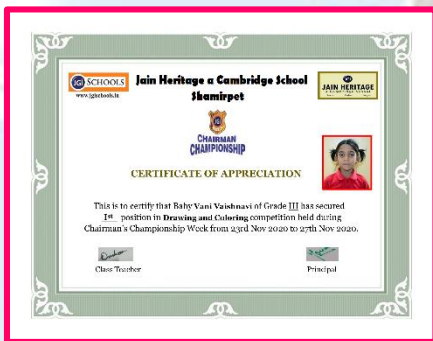 JGI SCHOOLS
www.jgischools.in
Jain Heritage a Cambridge School
Shamirpet
JAIN HERITAGE
CHAIRMAN
CHAMPIONSHIP
CERTIFICATE OF APPRECIATION
This is to certify that Baby Vani Vaishnavi of Grade III has secured
Ist position in Drawing and Coloring competition held during
Chairman's Championship Week from 23rd Nov 2020 to 27th Nov 2020.
Class Teacher
Principal